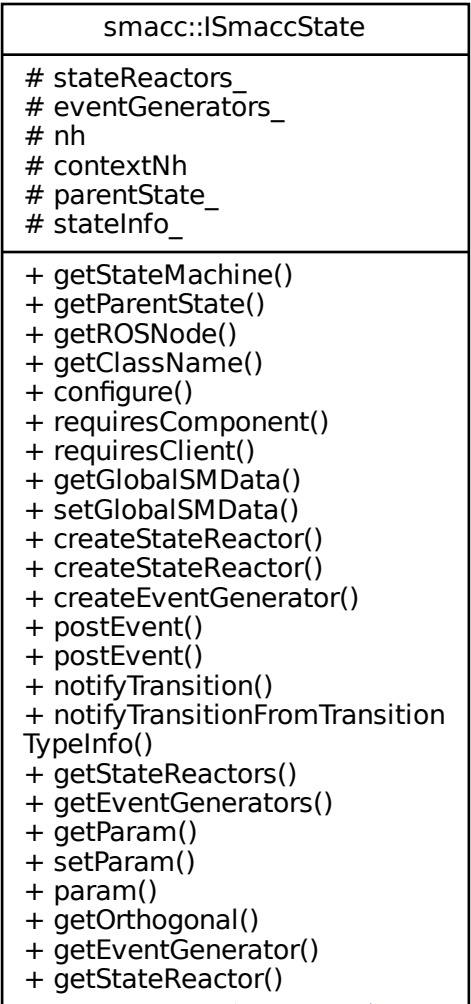 smacc::ISmaccState
# stateReactors_
# eventGenerators_
# nh
# contextNh
# parentState_
# stateInfo_
+ getStateMachine()
+ getParentState()
+ getROSNode()
+ getClassName()
+ configure()
+ requiresComponent()
+ requiresClient()
+ getGlobalSMData()
+ setGlobalSMData()
+ createStateReactor()
+ createStateReactor()
+ createEventGenerator()
+ postEvent()
+ postEvent()
+ notifyTransition()
+ notifyTransitionFromTransition
TypeInfo()
+ getStateReactors()
+ getEventGenerators()
+ getParam()
+ setParam()
+ param()
+ getOrthogonal()
+ getEventGenerator()
+ getStateReactor()